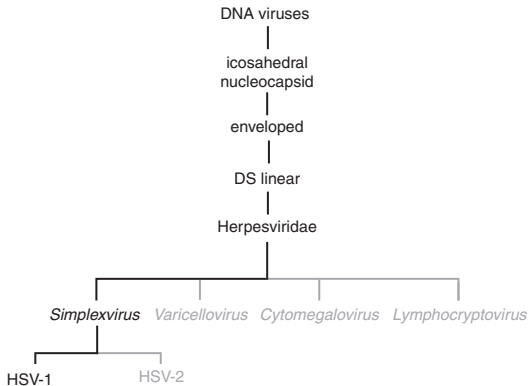 DNA viruses
icosahedral
nucleocapsid
enveloped
DS linear
Herpesviridae
Simplexvirus Varicellovirus Cytomegalovirus Lymphocryptovirus
HSV-1 HSV-2